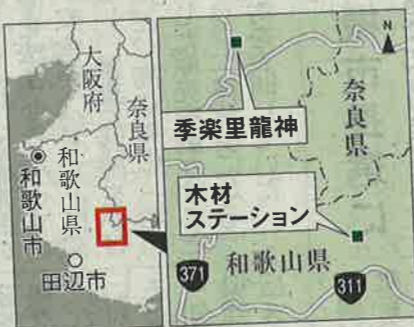 大阪府
奈良県
和歌山県
和歌山市
田辺市
N
季楽里龍神
奈良県
木材
ステーション
371
和歌山県
311